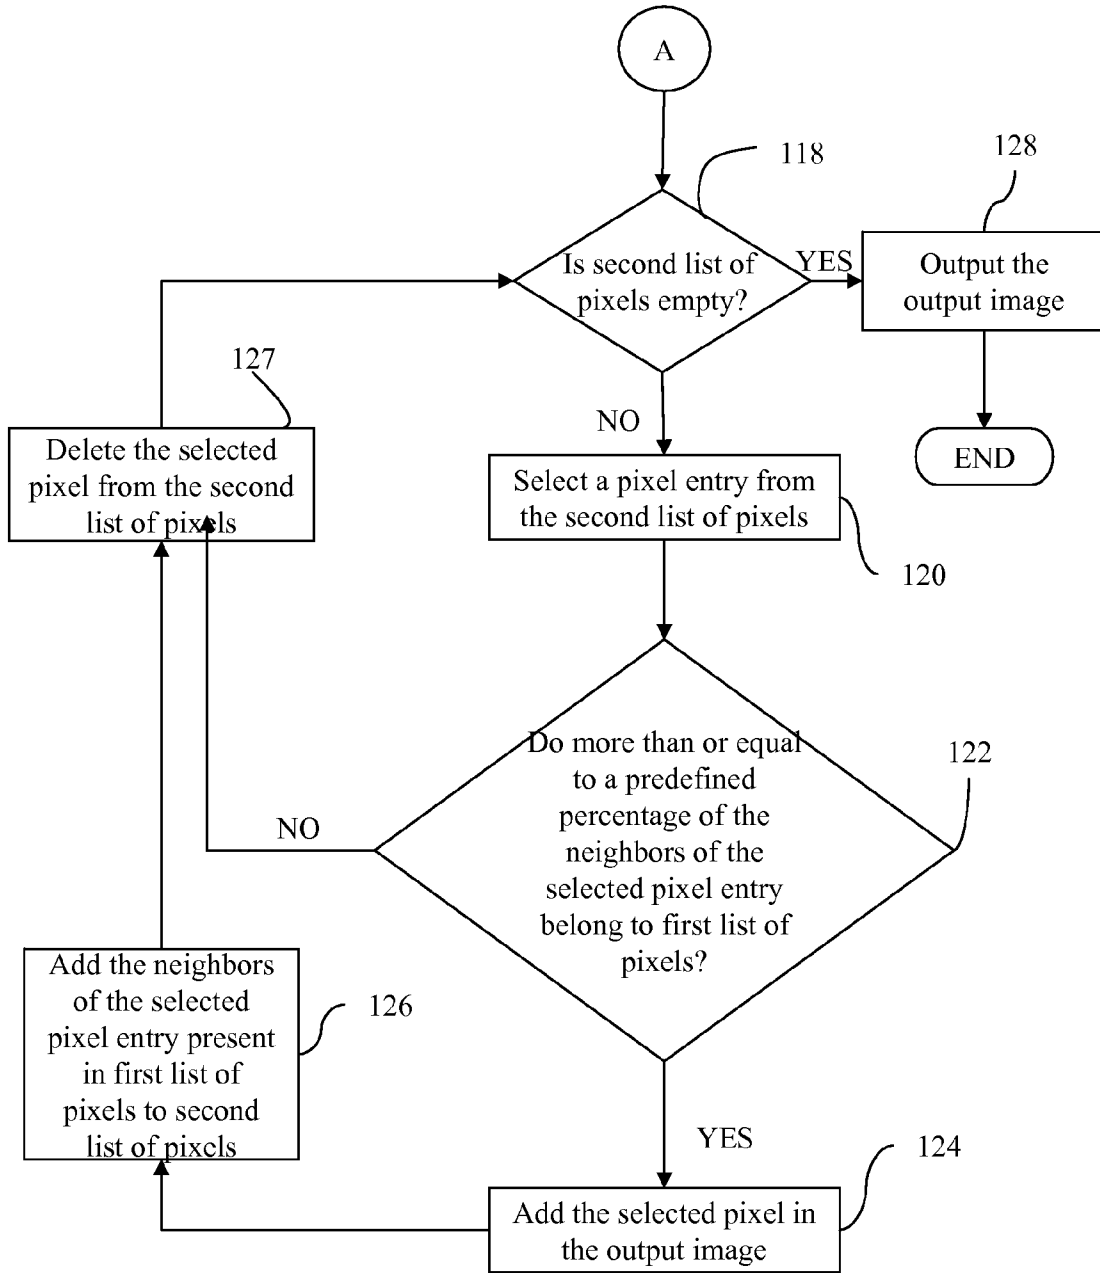 A
118
128
Is second list of
pixels empty?
YES
Output the
output image
127
NO
END
Delete the selected
pixel from the second
list of pixels
Select a pixel entry from
the second list of pixels
120
Do more than or equal
to a predefined
percentage of the
neighbors of the
selected pixel entry
belong to first list of
pixels?
122
NO
Add the neighbors
of the selected
pixel entry present
in first list of
pixels to second
list of pixels
126
YES
124
Add the selected pixel in
the output image